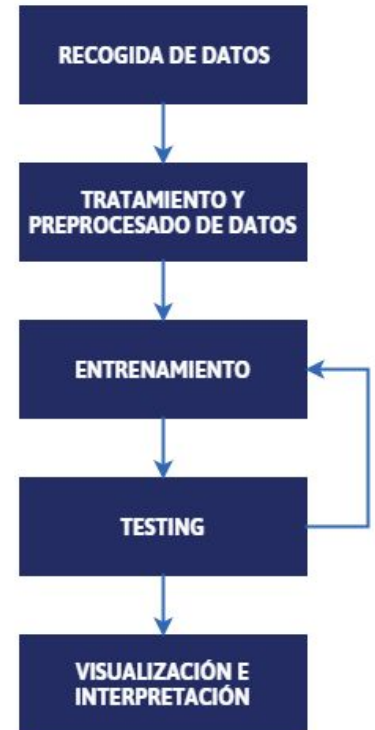 RECOGIDA DE DATOS
TRATAMIENTO Y
PREPROCESADO DE DATOS
ENTRENAMIENTO
TESTING
VISUALIZACIÓN E
INTERPRETACIÓN